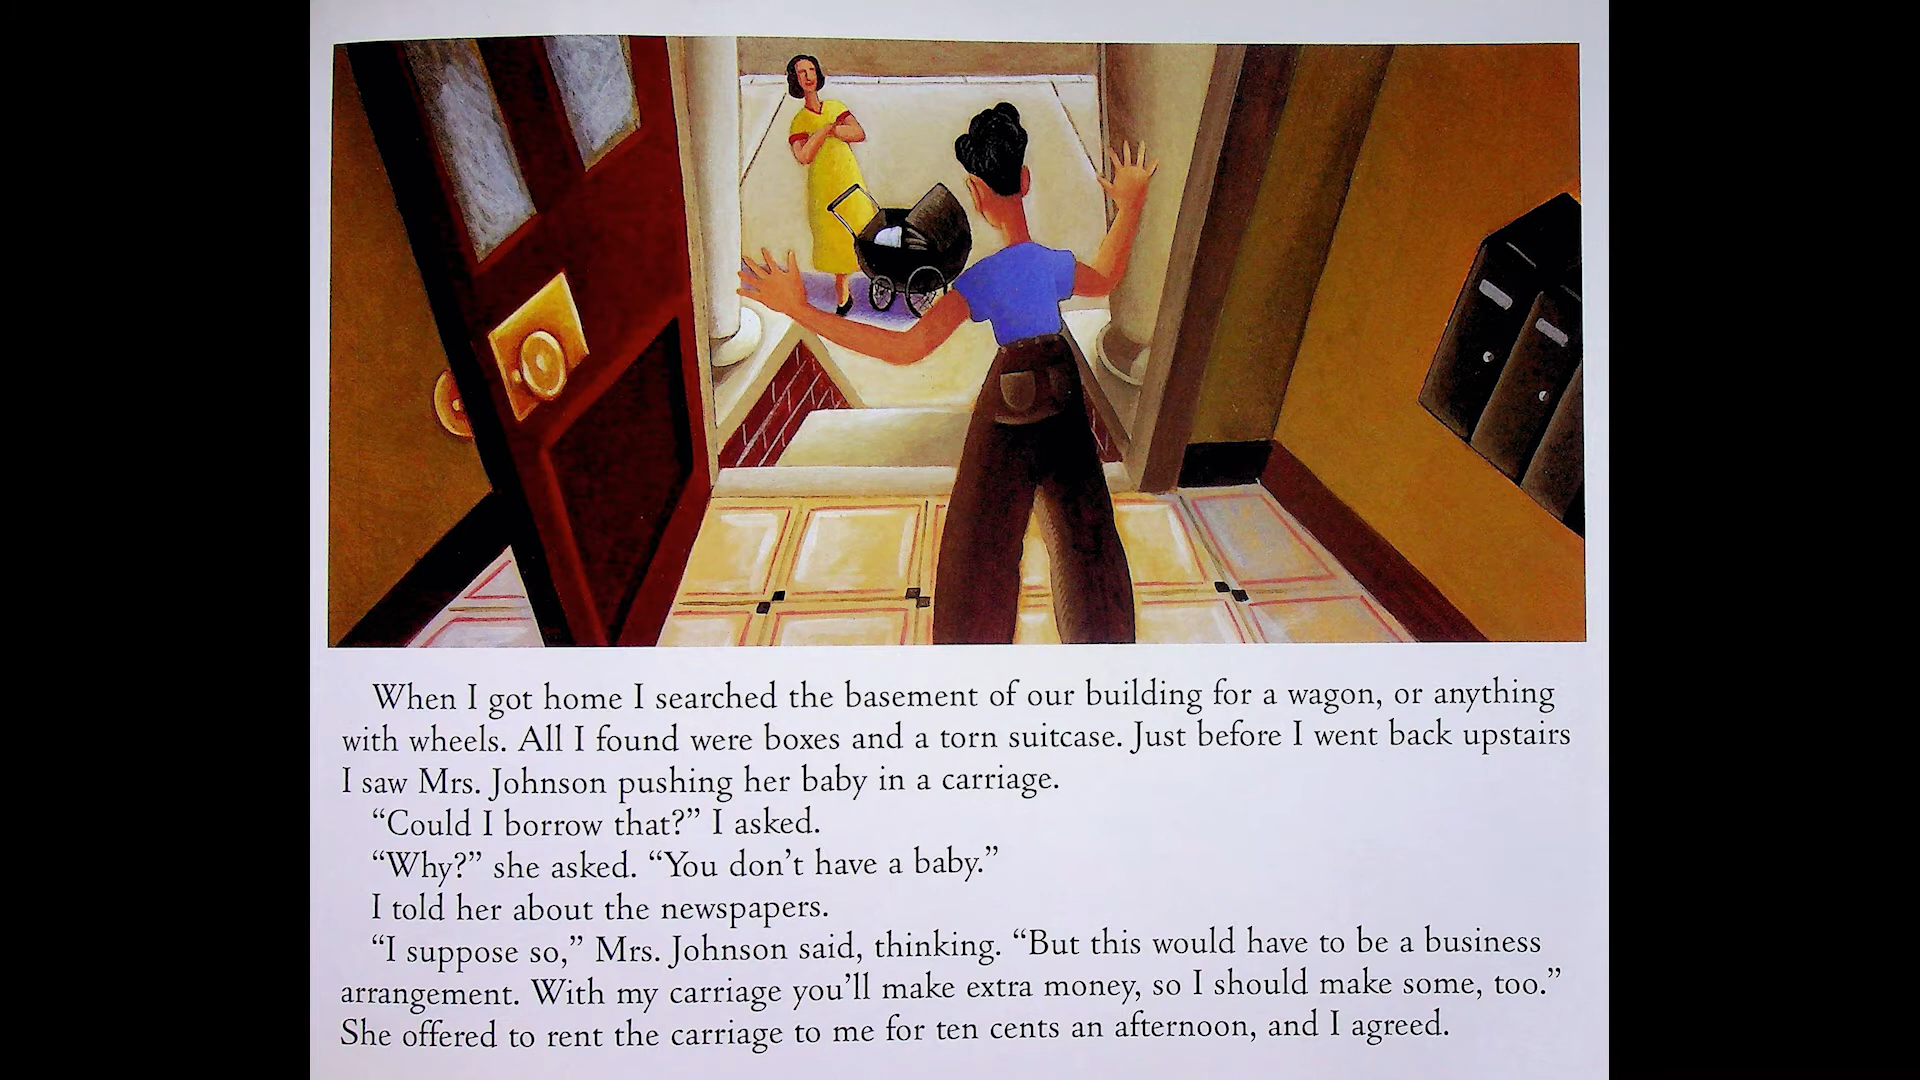 When I got home I searched the basement of our building for a wagon, or anything
with wheels. All I found were boxes and a torn suitcase. Just before I went back upstairs
I saw Mrs. Johnson pushing her baby in a carriage.
“Could I borrow that?” I asked.
“Why?” she asked. “You don’t have a baby.”
I told her about the newspapers.
“I suppose so,” Mrs. Johnson said, thinking. “But this would have to be a business
arrangement. With my carriage you’ll make extra money, so I should make some, too.”
She offered to rent the carriage to me for ten cents an afternoon, and I agreed.